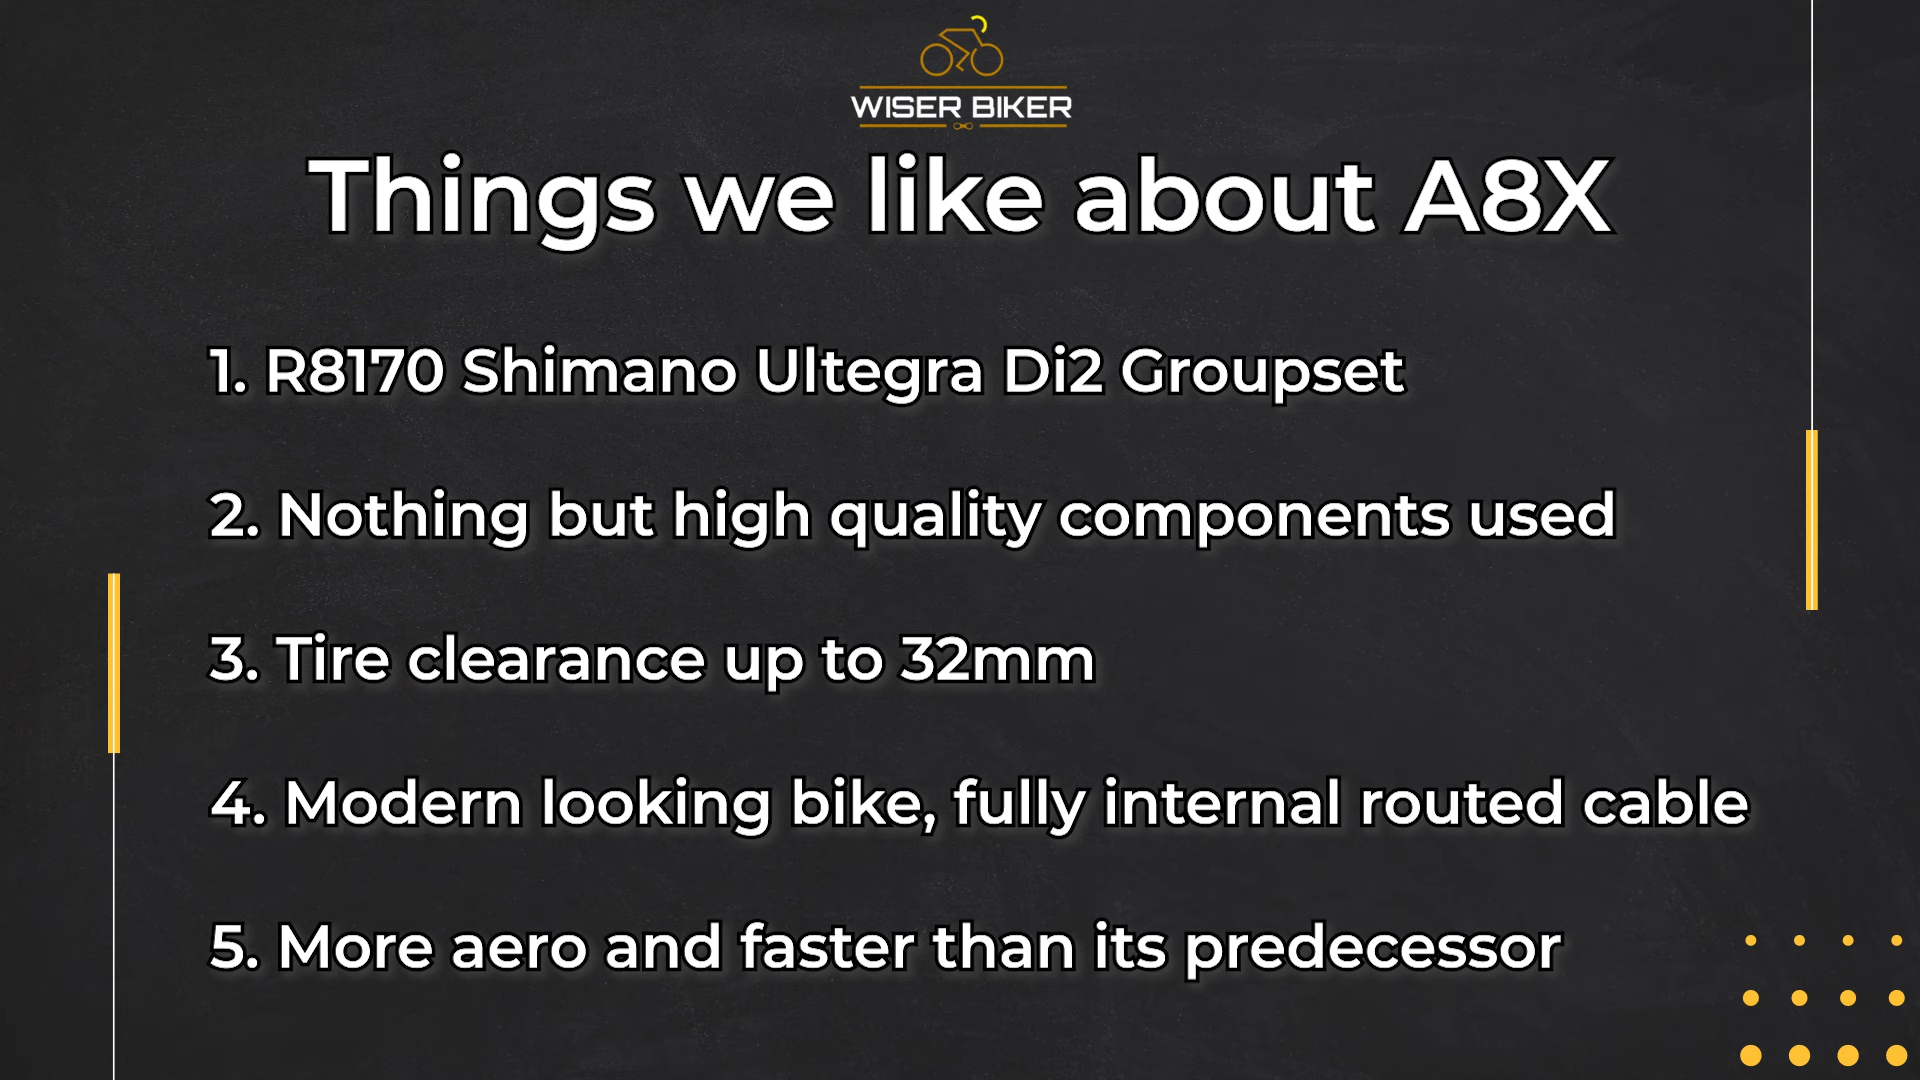 WISER BIKER
Things we like about A8X
1. R8170 Shimano Ultegra Di2 Groupset
2. Nothing but high quality components used
3. Tire clearance up to 32mm
4. Modern looking bike, fully internal routed cable
5. More aero and faster than its predecessor